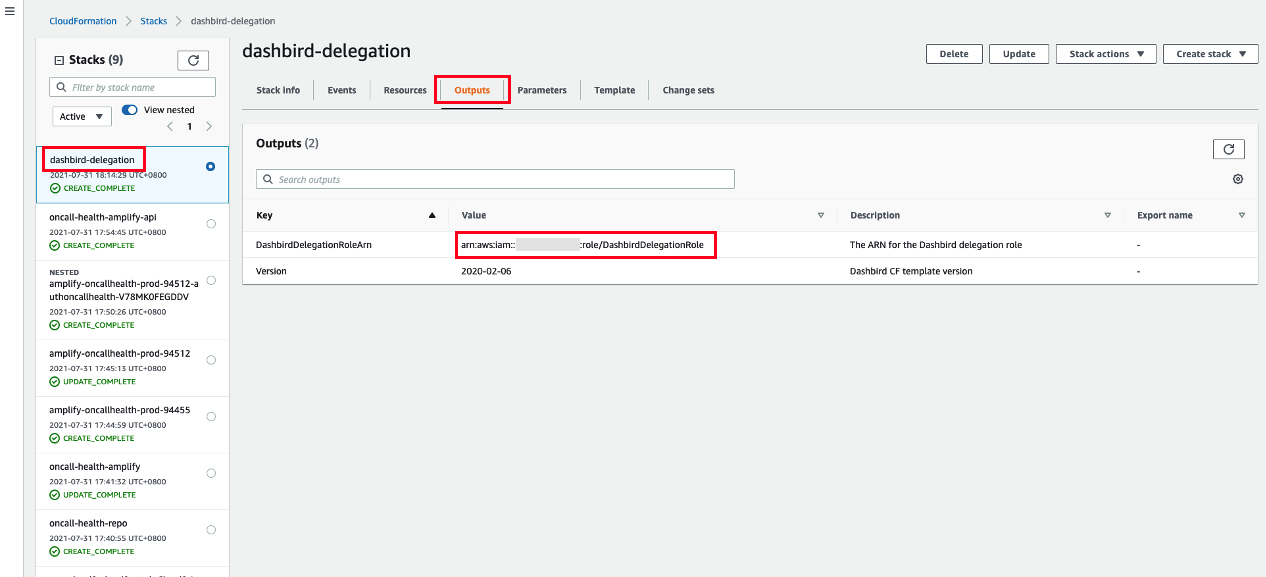 CloudFormation > Stacks > dashbird-delegation
Stacks (9)
Filter by stack name
Active
View nested
1
dashbird-delegation
2021-07-31 18:14:29 UTC+0800
CREATE_COMPLETE
oncall-health-amplify-api
2021-07-31 17:54:45 UTC+0800
CREATE_COMPLETE
NESTED
amplify-oncallhealth-prod-94512-a
uthoncallhealth-V78MK0FEGDDV
2021-07-31 17:50:26 UTC+0800
CREATE_COMPLETE
amplify-oncallhealth-prod-94512
2021-07-31 17:45:13 UTC+0800
UPDATE_COMPLETE
amplify-oncallhealth-prod-94455
2021-07-31 17:44:59 UTC+0800
CREATE_COMPLETE
oncall-health-amplify
2021-07-31 17:41:32 UTC+0800
UPDATE_COMPLETE
oncall-health-repo
2021-07-31 17:40:55 UTC+0800
CREATE_COMPLETE
dashbird-delegation
Delete
Update
Stack actions
Create stack
Stack info
Events
Resources
Outputs
Parameters
Template
Change sets
Outputs (2)
Search outputs
Key Value Description Export name
DashbirdDelegationRoleArn arn:aws:iam:: :role/DashbirdDelegationRole The ARN for the Dashbird delegation role -
Version 2020-02-06 Dashbird CF template version -